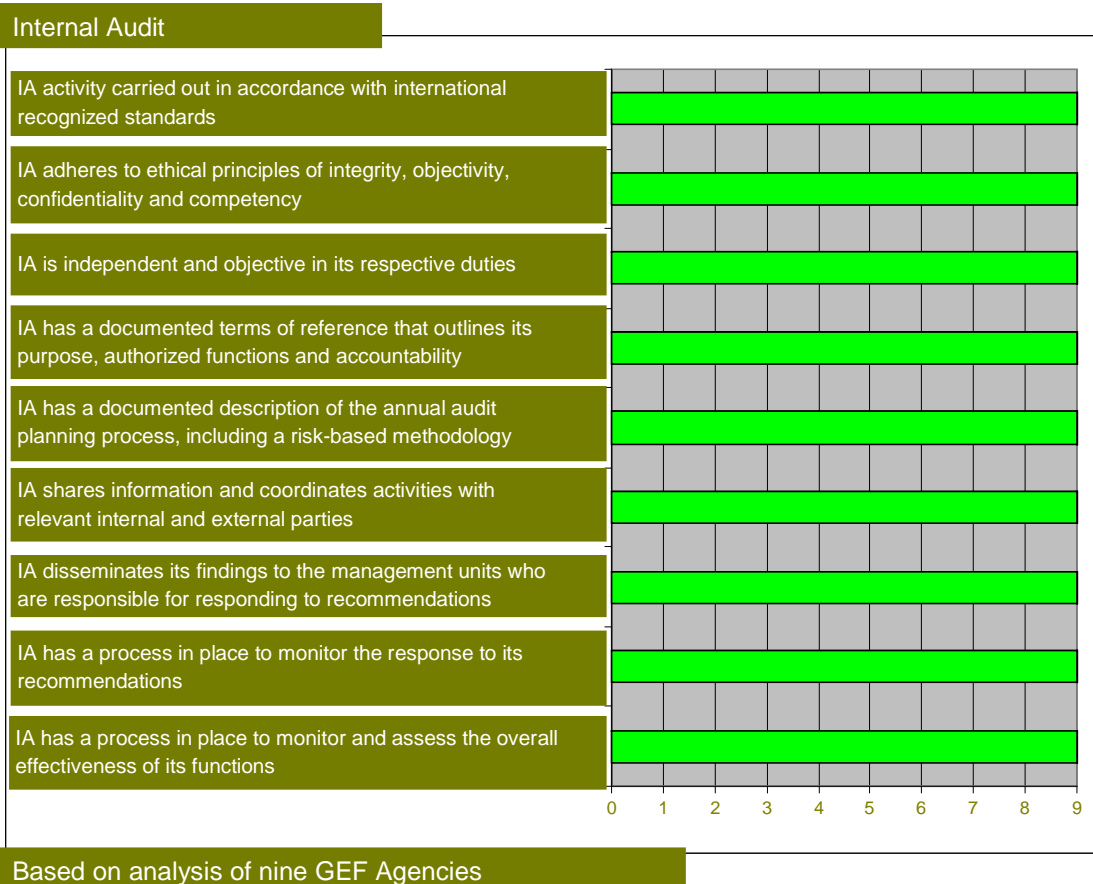 Internal Audit
IA activity carried out in accordance with international
recognized standards
IA adheres to ethical principles of integrity, objectivity,
confidentiality and competency
IA is independent and objective in its respective duties
IA has a documented terms of reference that outlines its
purpose, authorized functions and accountability
IA has a documented description of the annual audit
planning process, including a risk-based methodology
IA shares information and coordinates activities with
relevant internal and external parties
IA disseminates its findings to the management units who
are responsible for responding to recommendations
IA has a process in place to monitor the response to its
recommendations
IA has a process in place to monitor and assess the overall
effectiveness of its functions
0 1 2 3 4 5 6 7 8 9
Based on analysis of nine GEF Agencies